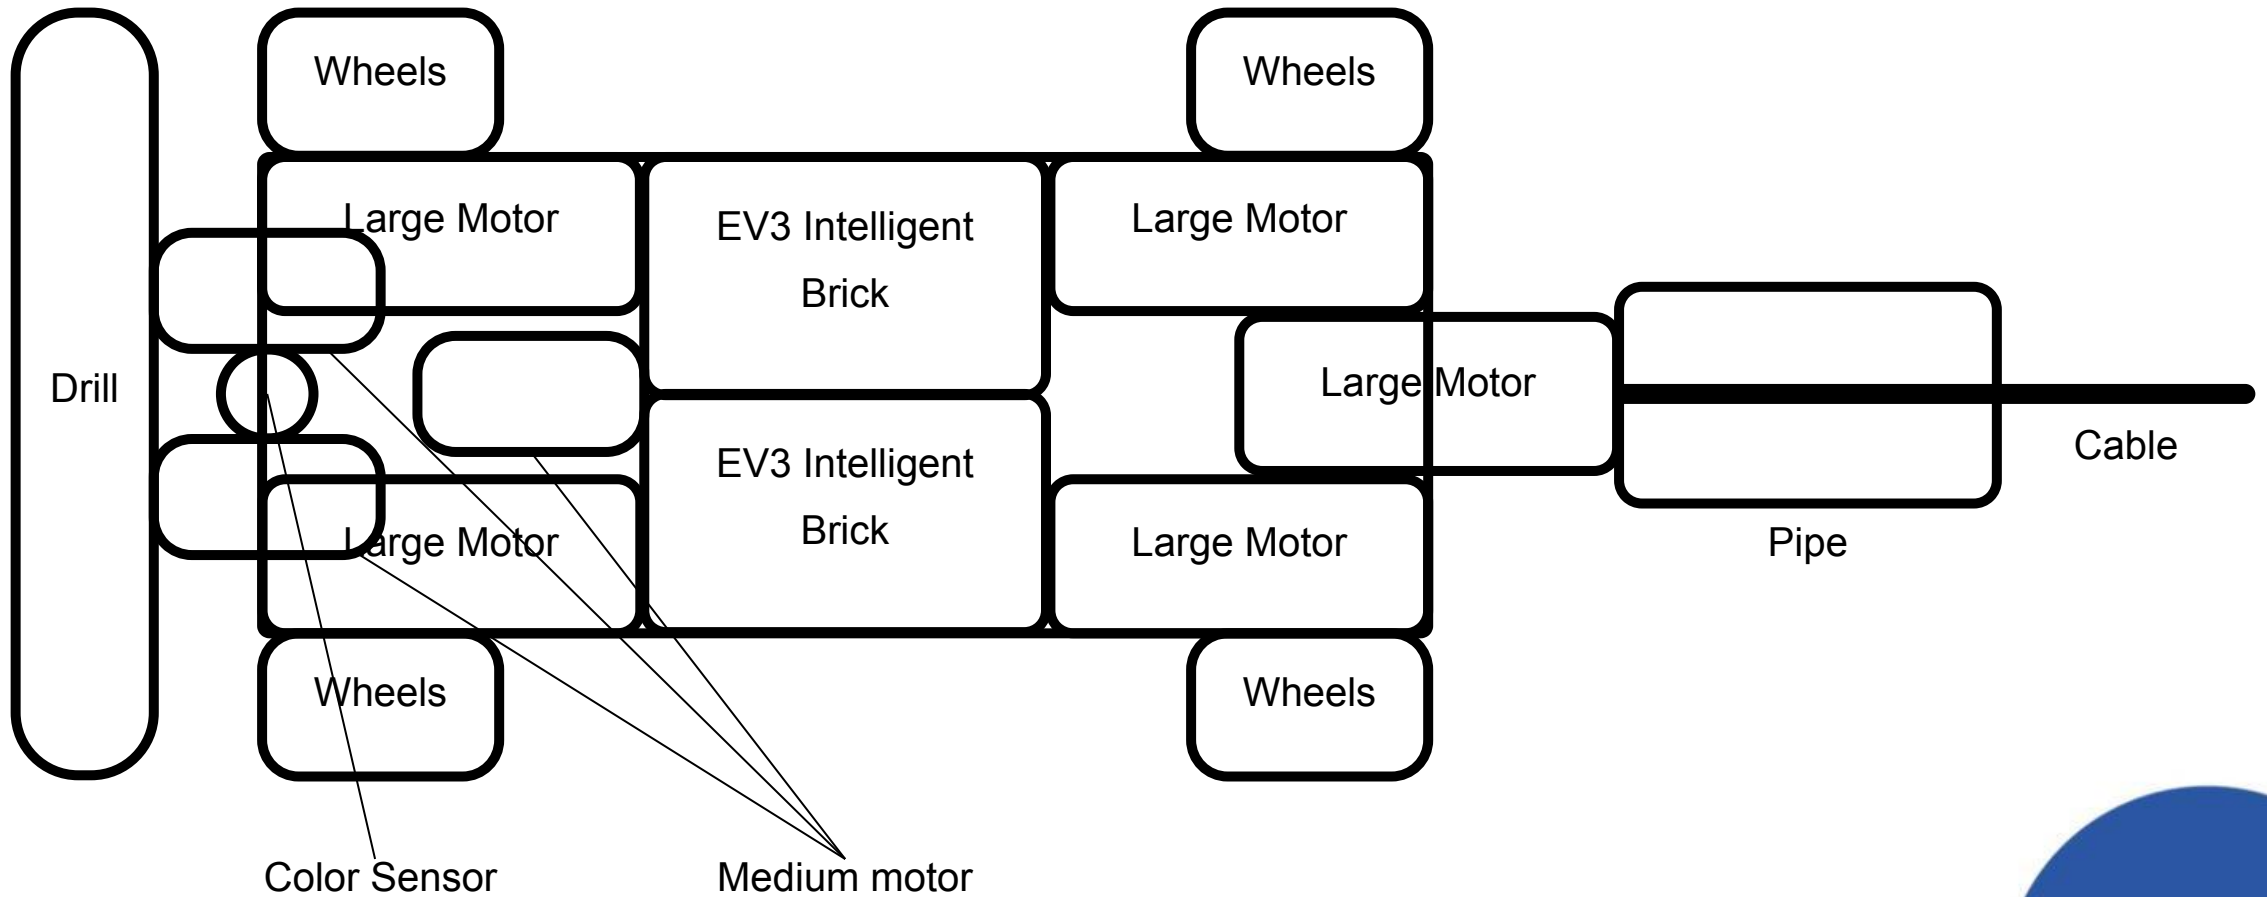 Wheels
Wheels
Large Motor
EV3 Intelligent
Brick
Large Motor
Drill
Large Motor
Cable
EV3 Intelligent
Brick
Large Motor
Large Motor
Pipe
Wheels
Wheels
Color Sensor
Medium motor